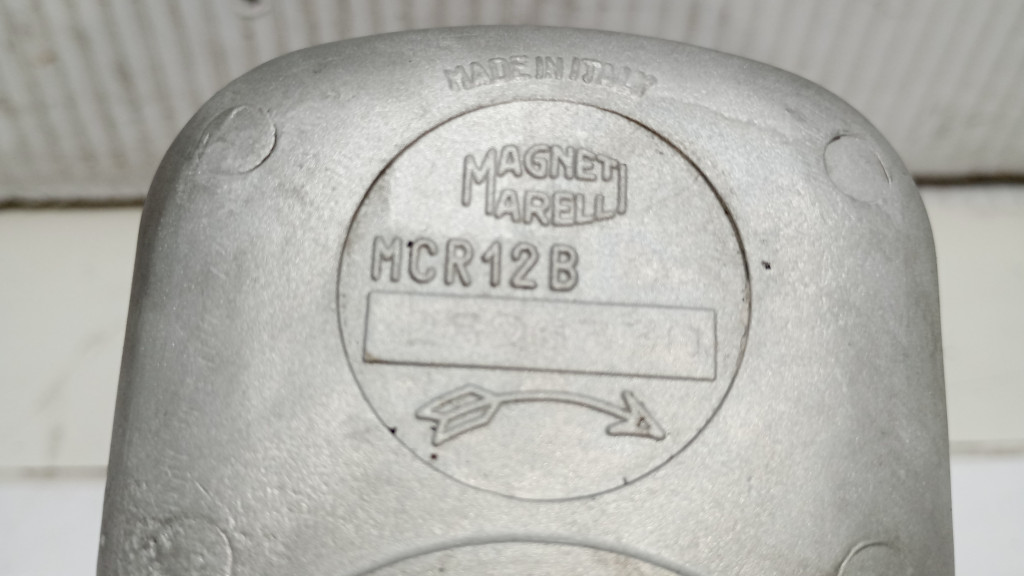 MADE IN ITALY
MAGNETI
MARELLI
MCR12B